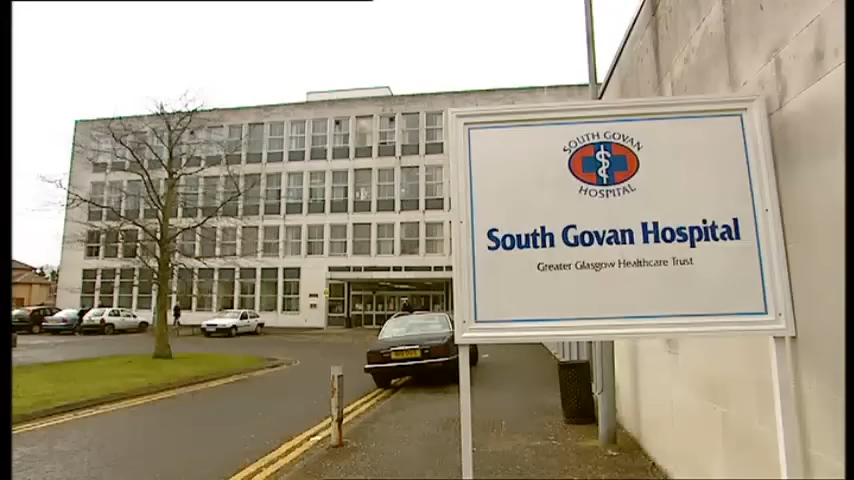 SOUTH GOVAN
HOSPITAL
South Govan Hospital
Greater Glasgow Healthcare Trust